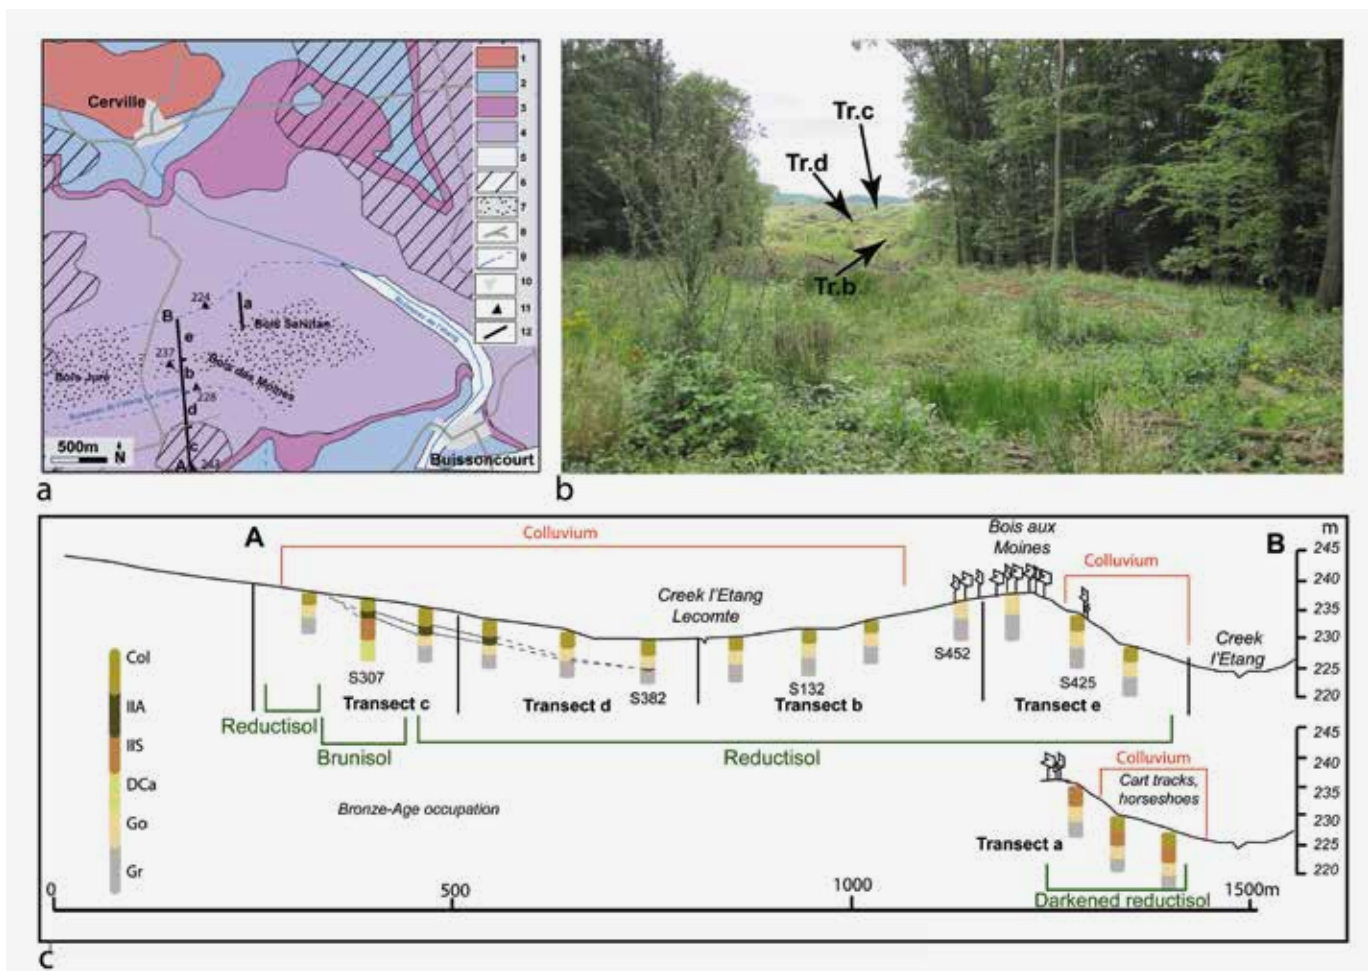 Cerville
1
2
3
4
5
6
7
8
9
10
11
12
224
a
B
Bois Sanitan
e
237
b
Bois des Moines
Bois Juré
228
d
500m
N
c
A
Buissoncourt
a
Tr.c
Tr.d
Tr.b
b
A
Colluvium
Bois aux
Moines
B
m
Colluvium
245
240
235
230
225
220
Creek l'Etang
Lecomte
Creek
l'Etang
S307
S382
S132
S452
S425
Transect c
Transect d
Transect b
Transect e
Reductisol
Brunisol
Reductisol
Col
IIA
IIS
DCa
Go
Gr
Bronze-Age occupation
Colluvium
Cart tracks,
horseshoes
Transect a
245
240
235
230
225
220
Darkened reductisol
0
500
1000
1500m
c